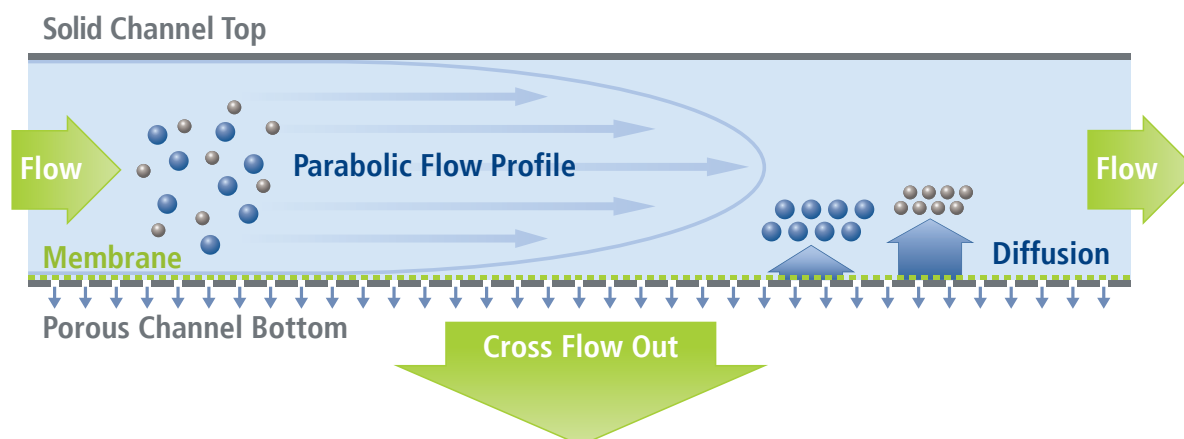 Solid Channel Top
Flow
Parabolic Flow Profile
Flow
Membrane
Diffusion
Porous Channel Bottom
Cross Flow Out